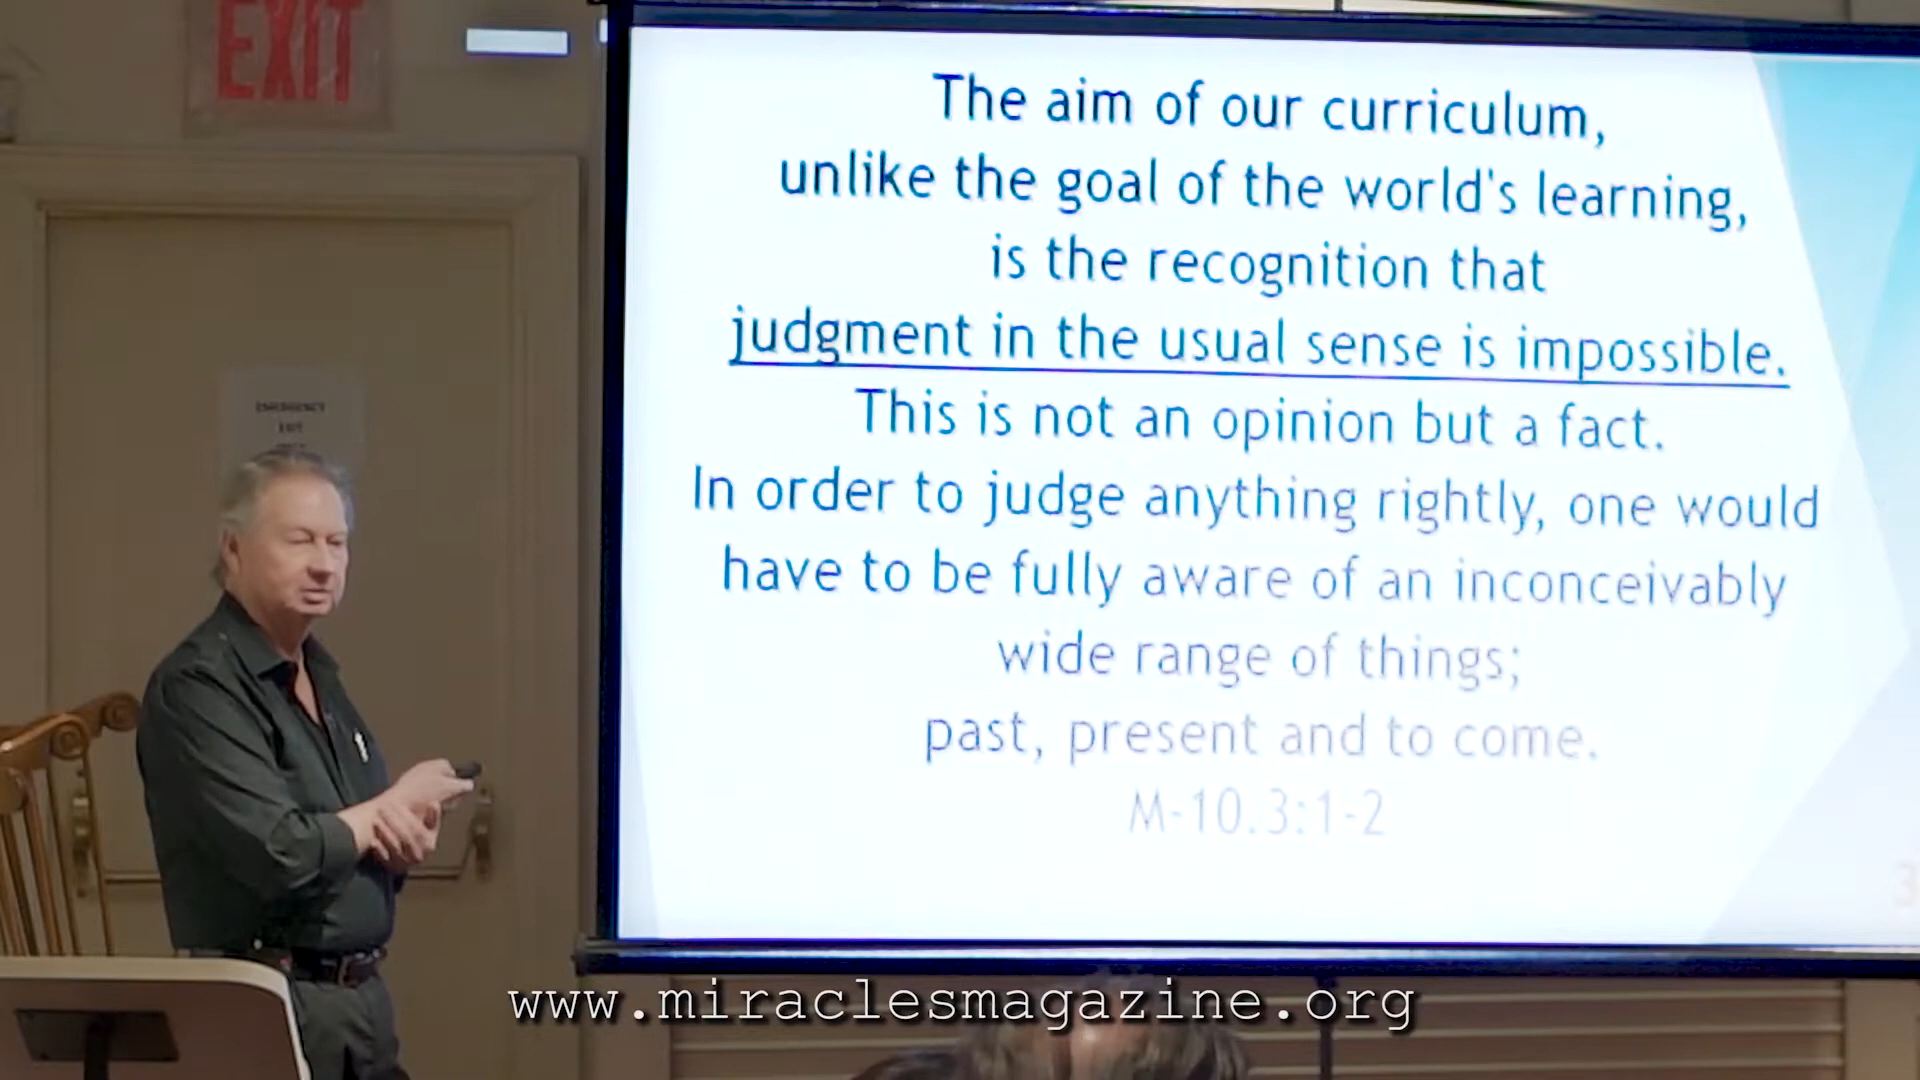 EXIT
The aim of our curriculum,
unlike the goal of the world's learning,
is the recognition that
judgment in the usual sense is impossible.
This is not an opinion but a fact.
In order to judge anything rightly, one would
have to be fully aware of an inconceivably
wide range of things;
past, present and to come.
M-10.3:1-2
EMERGENCY
EXIT
www.miraclesmagazine.org